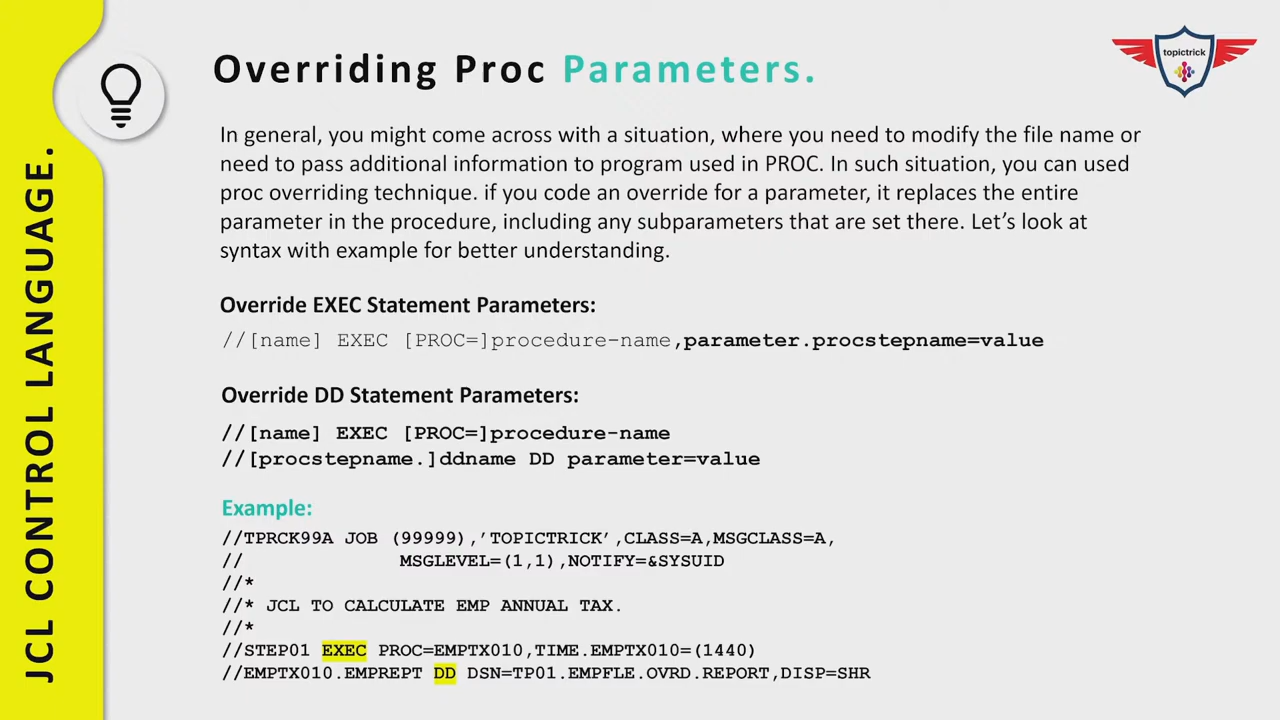 JCL CONTROL LANGUAGE.
Overriding Proc Parameters.
topictrick
In general, you might come across with a situation, where you need to modify the file name or
need to pass additional information to program used in PROC. In such situation, you can used
proc overriding technique. if you code an override for a parameter, it replaces the entire
parameter in the procedure, including any subparameters that are set there. Let’s look at
syntax with example for better understanding.
Override EXEC Statement Parameters:
//[name] EXEC [PROC=]procedure-name,parameter.procstepname=value
Override DD Statement Parameters:
//[name] EXEC [PROC=]procedure-name
//[procstepname.]ddname DD parameter=value
Example:
//TPRCK99A JOB (99999),’TOPICTRICK’,CLASS=A,MSGCLASS=A,
// MSGLEVEL=(1,1),NOTIFY=&SYSUID
//*
//* JCL TO CALCULATE EMP ANNUAL TAX.
//*
//STEP01 EXEC PROC=EMPTX010,TIME.EMPTX010=(1440)
//EMPTX010.EMPREPT DD DSN=TP01.EMPFLE.OVRD.REPORT,DISP=SHR